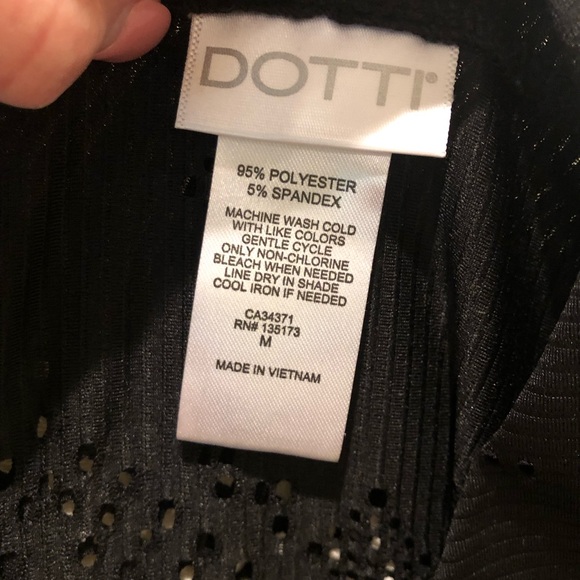 DOTTI®
95% POLYESTER
5% SPANDEX
MACHINE WASH COLD
WITH LIKE COLORS
GENTLE CYCLE
ONLY NON-CHLORINE
BLEACH WHEN NEEDED
LINE DRY IN SHADE
COOL IRON IF NEEDED
CA34371
RN# 135173
M
MADE IN VIETNAM